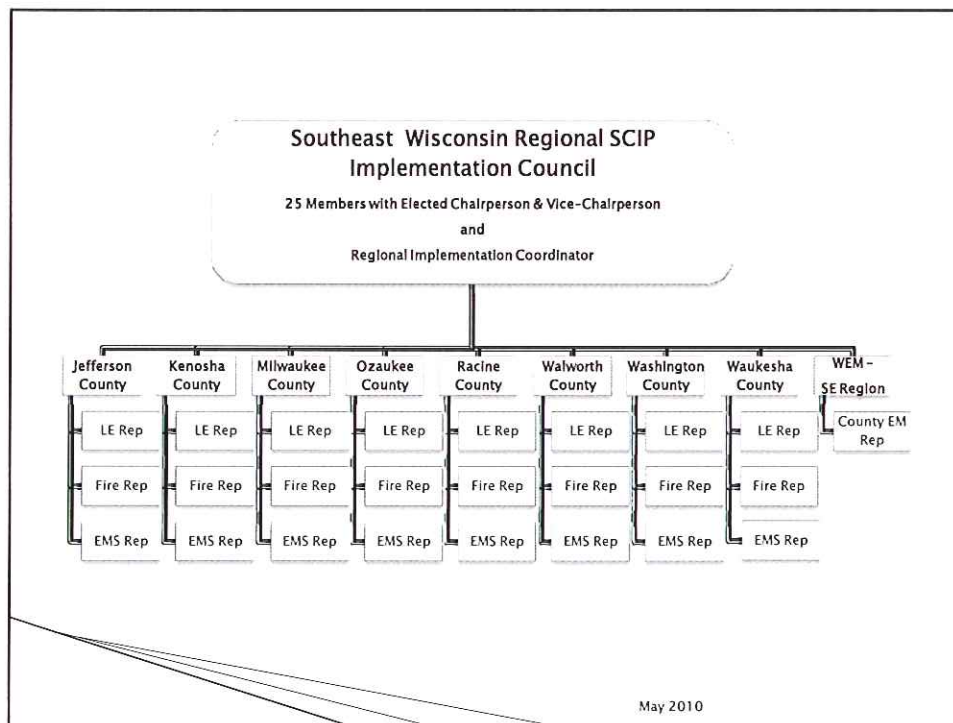 Southeast Wisconsin Regional SCIP
Implementation Council
25 Members with Elected Chairperson & Vice-Chairperson
and
Regional Implementation Coordinator
Jefferson County
Kenosha County
Milwaukee County
Ozaukee County
Racine County
Walworth County
Washington County
Waukesha County
WEM -
SE Region
LE Rep
LE Rep
LE Rep
LE Rep
LE Rep
LE Rep
LE Rep
LE Rep
County EM Rep
Fire Rep
Fire Rep
Fire Rep
Fire Rep
Fire Rep
Fire Rep
Fire Rep
Fire Rep
EMS Rep
EMS Rep
EMS Rep
EMS Rep
EMS Rep
EMS Rep
EMS Rep
EMS Rep
May 2010